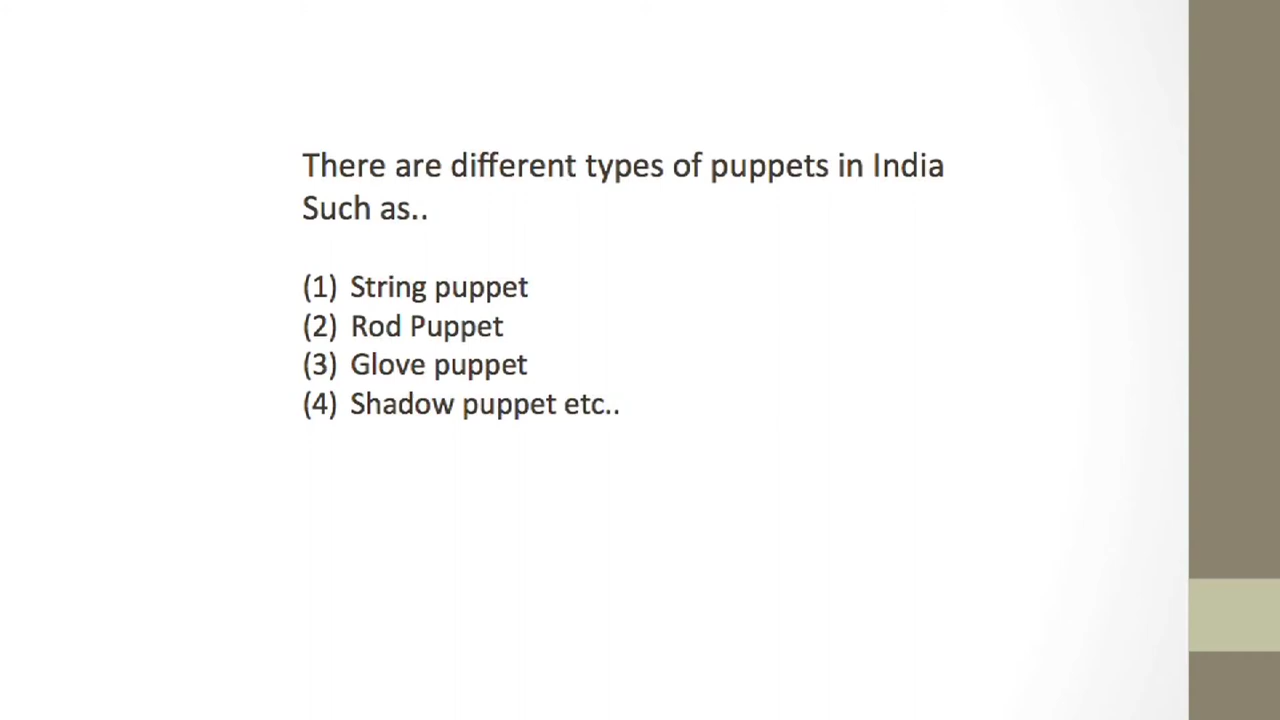 There are different types of puppets in India
Such as..
(1) String puppet
(2) Rod Puppet
(3) Glove puppet
(4) Shadow puppet etc..